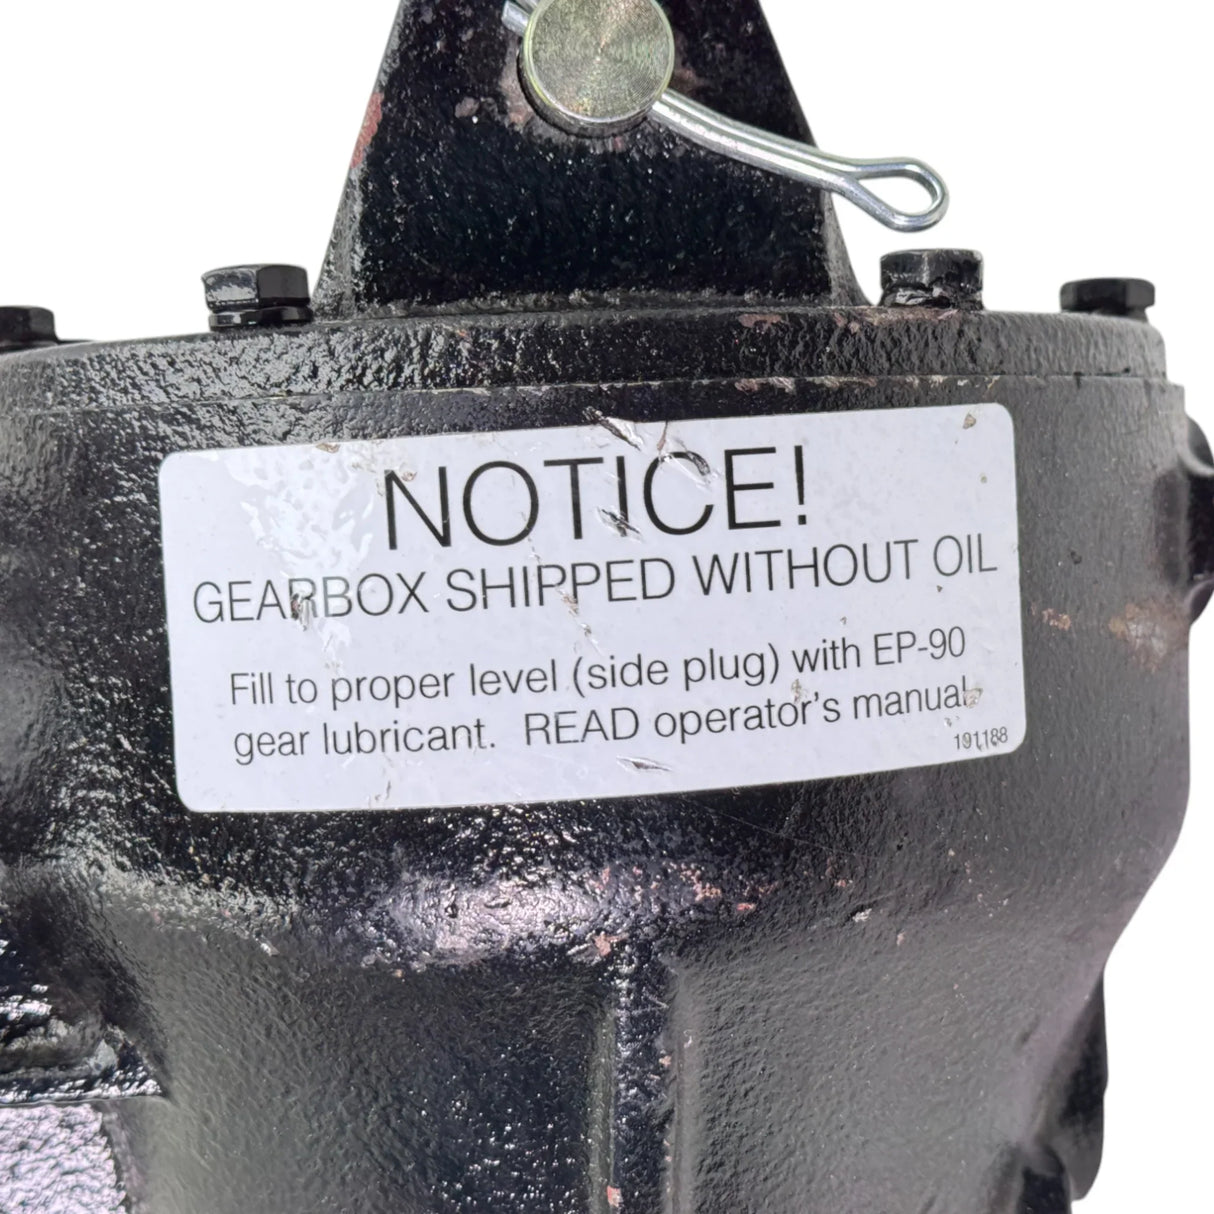 NOTICE!
GEARBOX SHIPPED WITHOUT OIL
Fill to proper level (side plug) with EP-90
gear lubricant. READ operator's manual.
191188